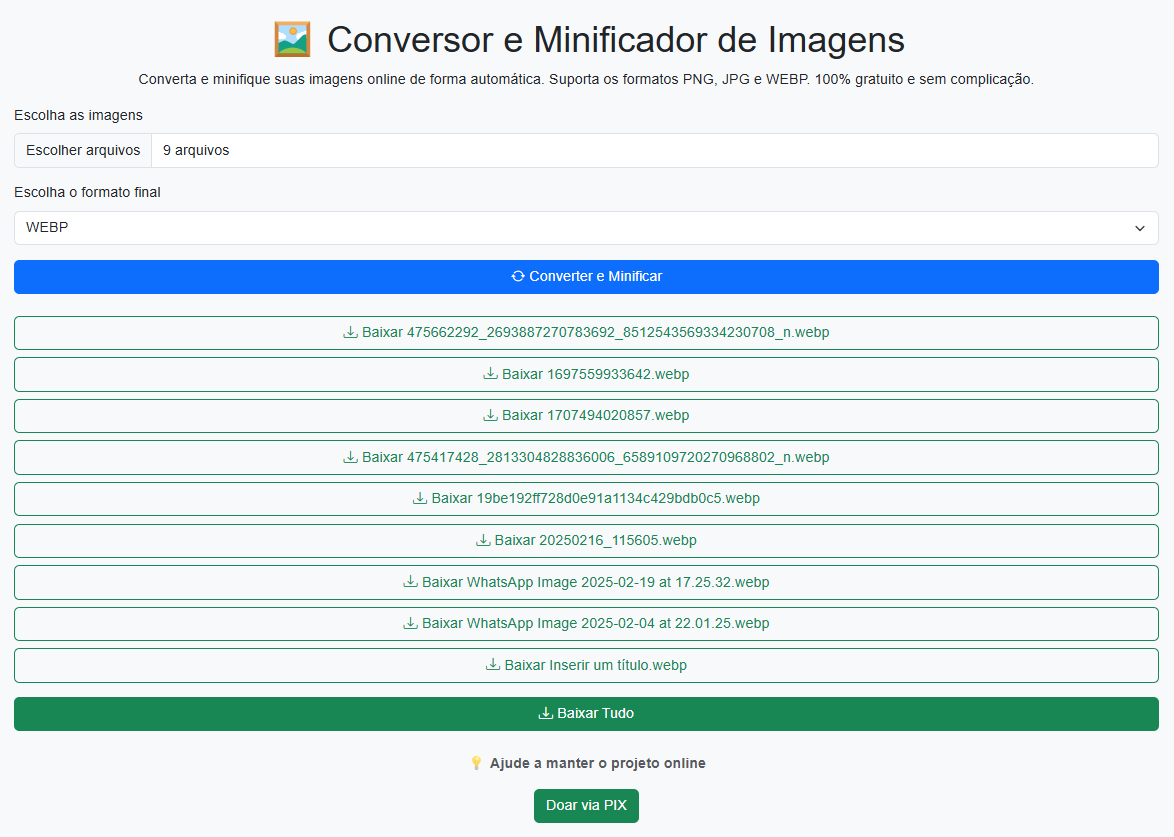 Conversor e Minificador de Imagens
Converta e minifique suas imagens online de forma automática. Suporta os formatos PNG, JPG e WEBP. 100% gratuito e sem complicação.
Escolha as imagens
Escolher arquivos 9 arquivos
Escolha o formato final
WEBP
Converter e Minificar
Baixar 475662292_2693887270783692_8512543569334230708_n.webp
Baixar 1697559933642.webp
Baixar 1707494020857.webp
Baixar 475417428_2813304828836006_6589109720270968802_n.webp
Baixar 19be192ff728d0e91a1134c429bdb0c5.webp
Baixar 20250216_115605.webp
Baixar WhatsApp Image 2025-02-19 at 17.25.32.webp
Baixar WhatsApp Image 2025-02-04 at 22.01.25.webp
Baixar Inserir um título.webp
Baixar Tudo
Ajude a manter o projeto online
Doar via PIX